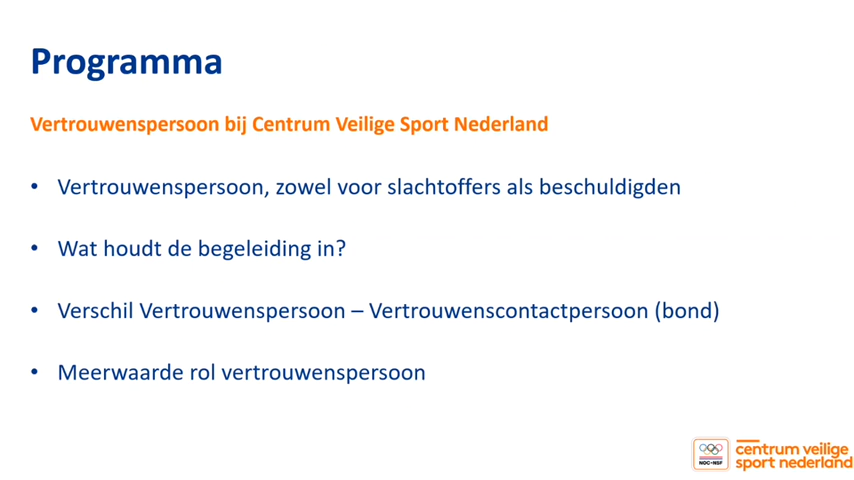 Programma
Vertrouwenspersoon bij Centrum Veilige Sport Nederland
• Vertrouwenspersoon, zowel voor slachtoffers als beschuldigden
• Wat houdt de begeleiding in?
• Verschil Vertrouwenspersoon – Vertrouwenscontactpersoon (bond)
• Meerwaarde rol vertrouwenspersoon
NOC*NSF
centrum veilige
sport nederland